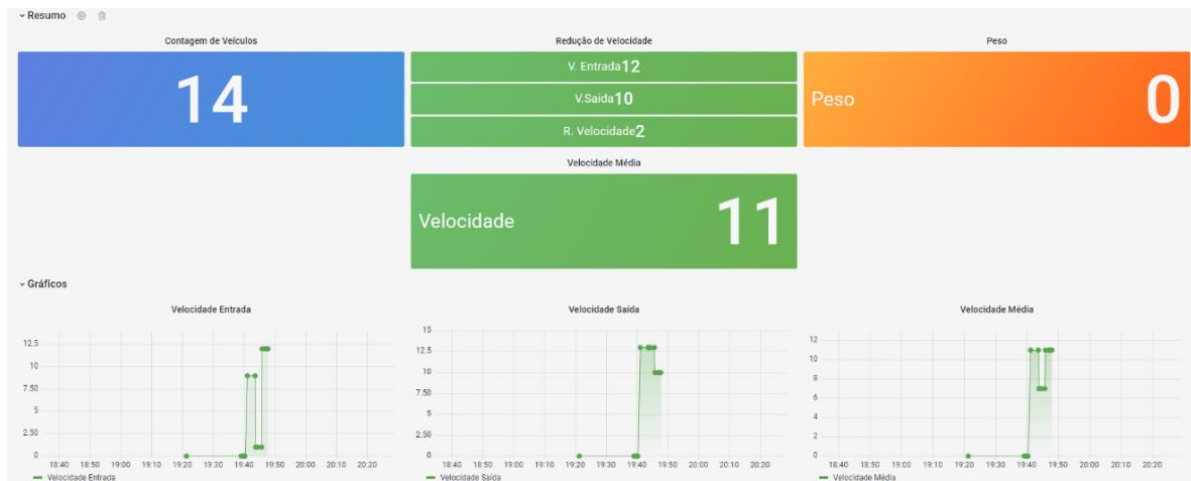 Resumo
Contagem de Veículos
14
Redução de Velocidade
V. Entrada12
V.Saida10
R. Velocidade2
Peso
Peso 0
Velocidade Média
Velocidade 11
Gráficos
Velocidade Entrada
12.5
10
7.50
5
2.50
0
18:40 18:50 19:00 19:10 19:20 19:30 19:40 19:50 20:00 20:10 20:20
Velocidade Entrada
Velocidade Saída
15
12.5
10
7.50
5
2.50
0
18:40 18:50 19:00 19:10 19:20 19:30 19:40 19:50 20:00 20:10 20:20
Velocidade Saída
Velocidade Média
12
10
8
6
4
2
0
18:40 18:50 19:00 19:10 19:20 19:30 19:40 19:50 20:00 20:10 20:20
Velocidade Média